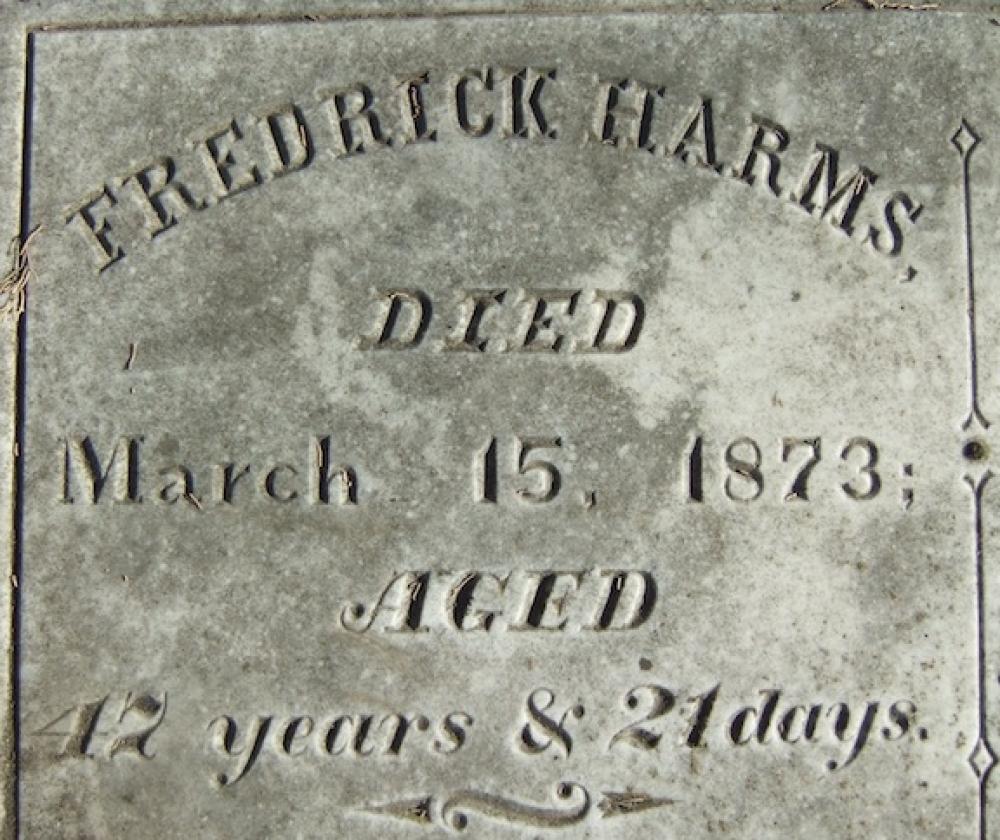 FREDRICK HARMS,
DIED
March 15, 1873;
AGED
42 years & 21 days.